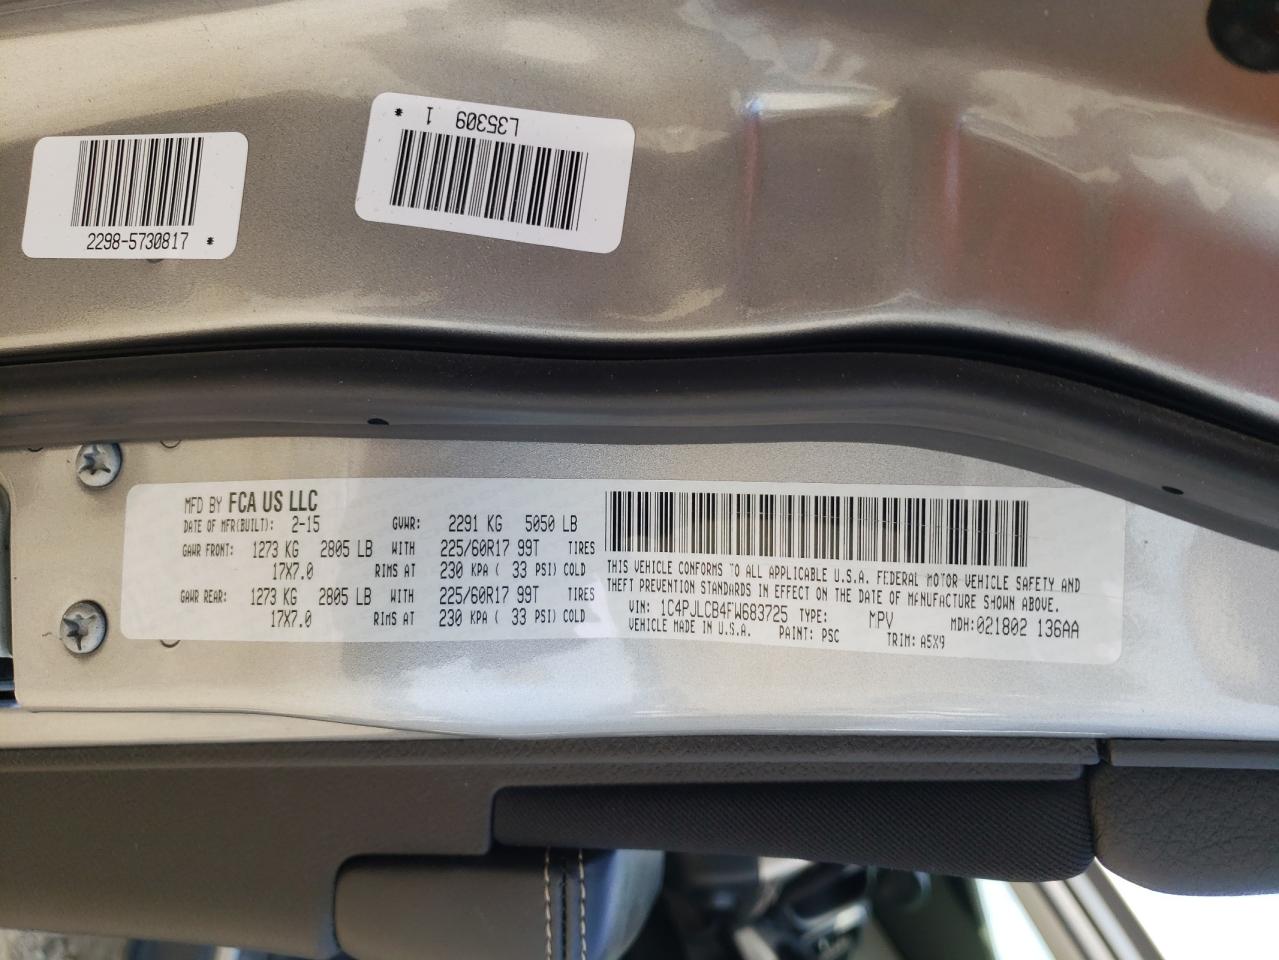 L35309 1 *
2298-5730817 *
MFD BY FCA US LLC
DATE OF MFR(BUILT): 2-15 GVWR: 2291 KG 5050 LB
GAWR FRONT: 1273 KG 2805 LB WITH 225/60R17 99T TIRES
17X7.0 RIMS AT 230 KPA ( 33 PSI) COLD
GAWR REAR: 1273 KG 2805 LB WITH 225/60R17 99T TIRES
17X7.0 RIMS AT 230 KPA ( 33 PSI) COLD
THIS VEHICLE CONFORMS TO ALL APPLICABLE U.S.A. FEDERAL MOTOR VEHICLE SAFETY AND
THEFT PREVENTION STANDARDS IN EFFECT ON THE DATE OF MANFACTURE SHOWN ABOVE.
VIN: 1C4PJLCB4FW683725 TYPE: MPV MDH:021802 136AA
VEHICLE MADE IN U.S.A. PAINT: PSC TRIM: A5X9